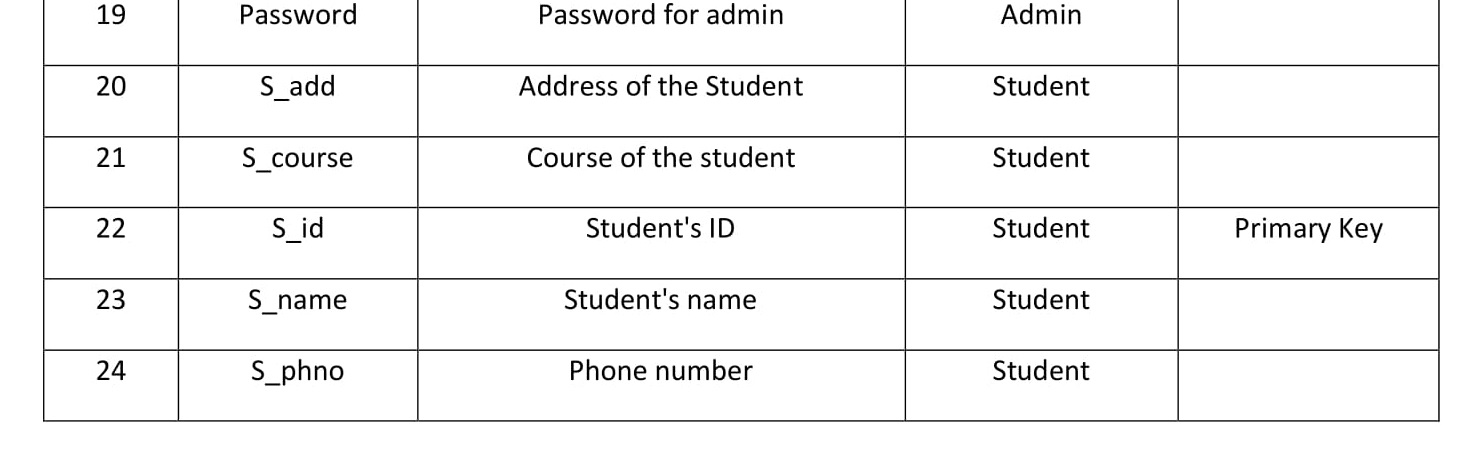 19 Password Password for admin Admin
20 S_add Address of the Student Student
21 S_course Course of the student Student
22 S_id Student's ID Student Primary Key
23 S_name Student's name Student
24 S_phno Phone number Student